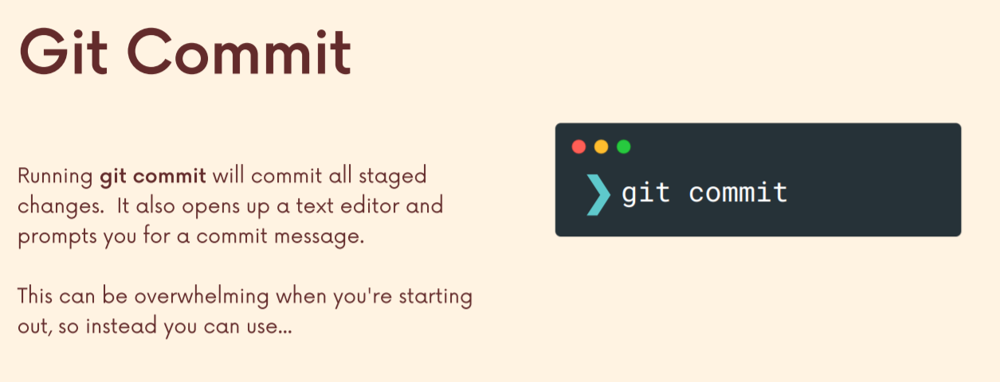 Git Commit
Running git commit will commit all staged
changes.  It also opens up a text editor and
prompts you for a commit message.
This can be overwhelming when you're starting
out, so instead you can use...
❯ git commit